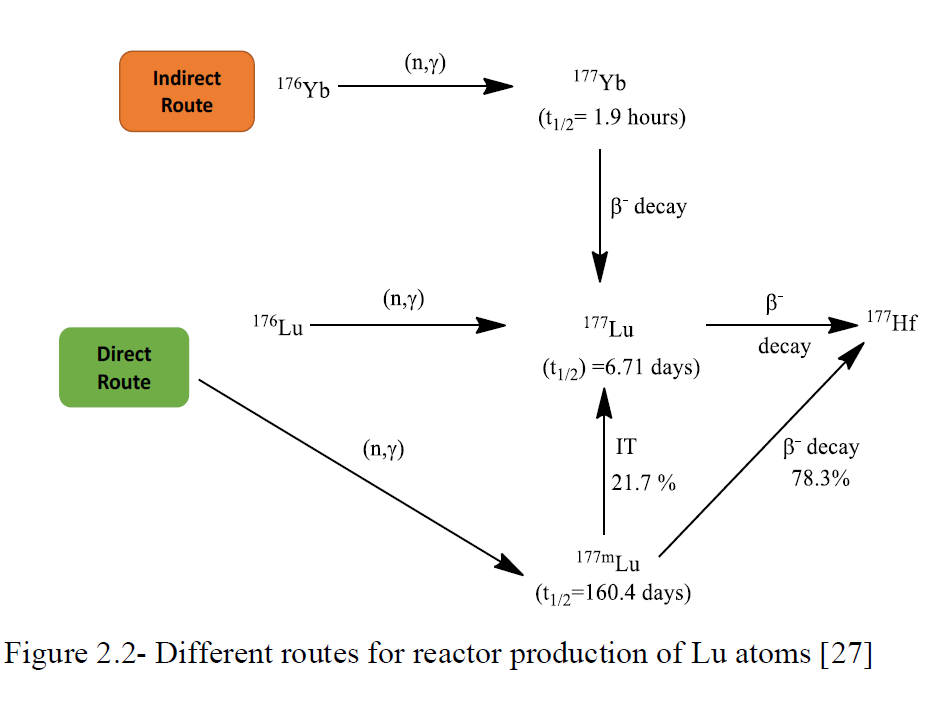 Indirect
Route
¹⁷⁶Yb
(n,γ)
¹⁷⁷Yb
(t₁/₂= 1.9 hours)
β⁻ decay
Direct
Route
¹⁷⁶Lu
(n,γ)
¹⁷⁷Lu
(t₁/₂) =6.71 days)
β⁻
decay
¹⁷⁷Hf
(n,γ)
IT
21.7 %
β⁻ decay
78.3%
¹⁷⁷ᵐLu
(t₁/₂=160.4 days)
Figure 2.2- Different routes for reactor production of Lu atoms [27]